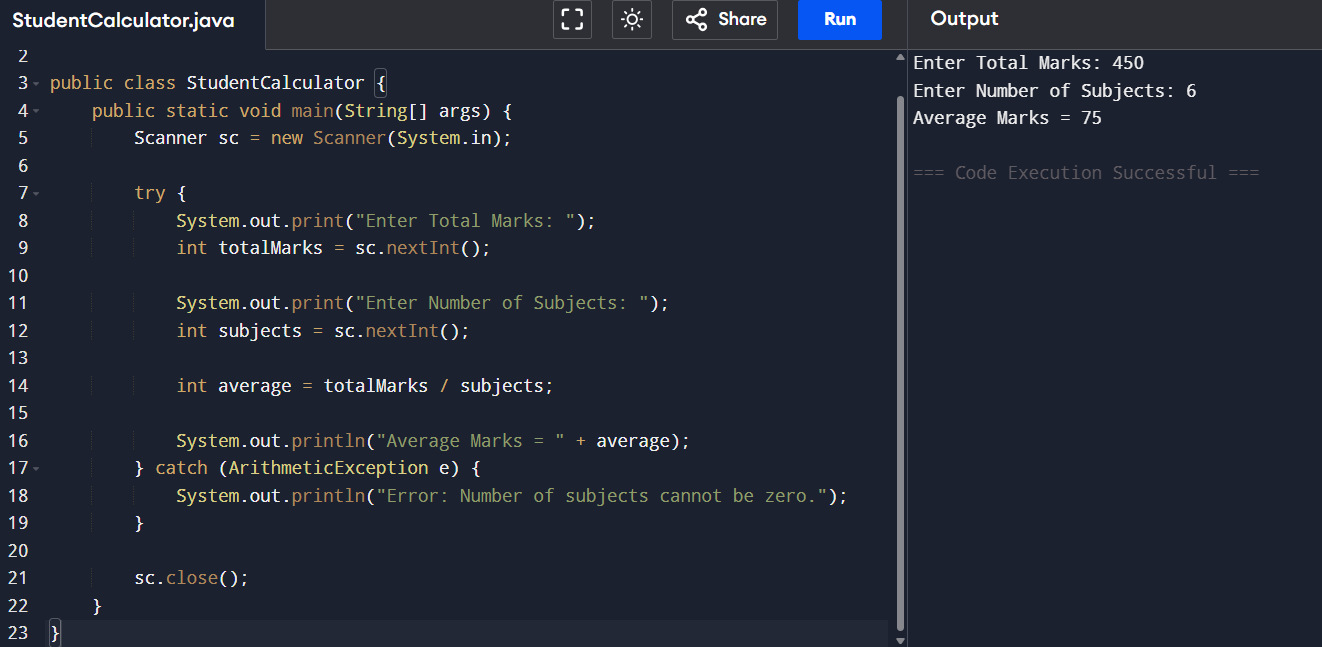 StudentCalculator.java
Share
Run
Output
2
3 public class StudentCalculator {
4     public static void main(String[] args) {
5         Scanner sc = new Scanner(System.in);
6
7         try {
8             System.out.print("Enter Total Marks: ");
9             int totalMarks = sc.nextInt();
10
11             System.out.print("Enter Number of Subjects: ");
12             int subjects = sc.nextInt();
13
14             int average = totalMarks / subjects;
15
16             System.out.println("Average Marks = " + average);
17         } catch (ArithmeticException e) {
18             System.out.println("Error: Number of subjects cannot be zero.");
19         }
20
21         sc.close();
22     }
23 }
Enter Total Marks: 450
Enter Number of Subjects: 6
Average Marks = 75
=== Code Execution Successful ===